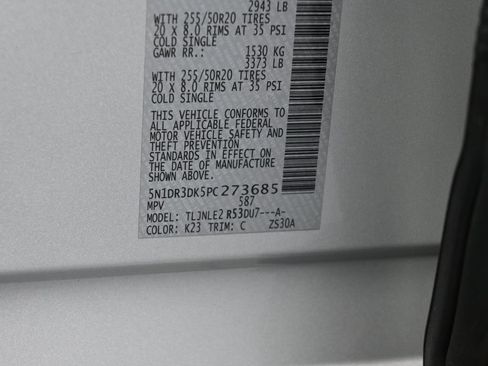 2943 LB
WITH 255/50R20 TIRES
20 X 8.0 RIMS AT 35 PSI
COLD SINGLE
GAWR RR.: 1530 KG
3373 LB
WITH 255/50R20 TIRES
20 X 8.0 RIMS AT 35 PSI
COLD SINGLE
THIS VEHICLE CONFORMS TO
ALL APPLICABLE FEDERAL
MOTOR VEHICLE SAFETY AND
THEFT PREVENTION
STANDARDS IN EFFECT ON
THE DATE OF MANUFACTURE
SHOWN ABOVE.
5N1DR3DK5PC273685
MPV 587
MODEL: TLJNLE2 R53DU7---A-
COLOR: K23 TRIM: C ZS30A